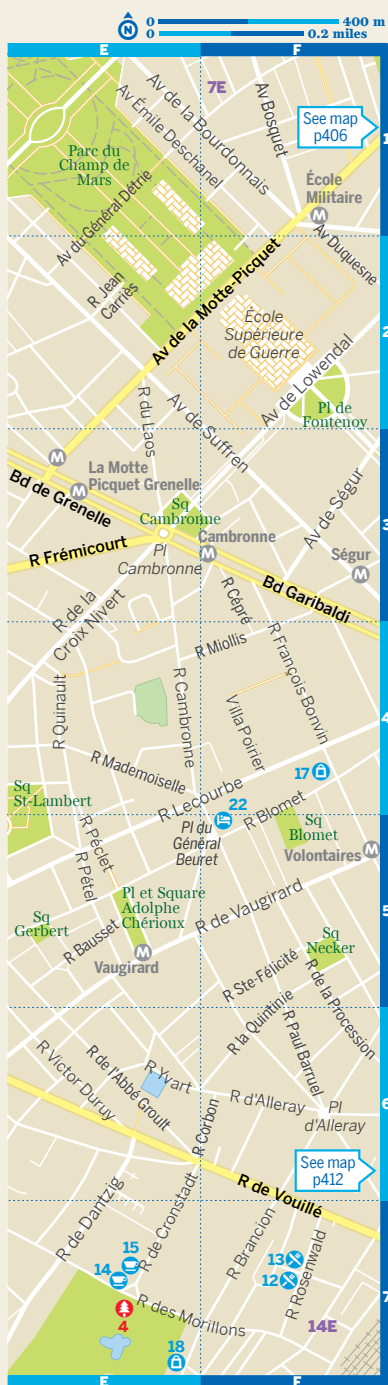 N
0
400 m
0
0.2 miles
E
F
7E
Av de la Bourdonnais
Av Émile Deschanel
Av Bosquet
See map
p406
1
Parc du
Champ de
Mars
École
Militaire
M
Av du Général Détrie
Av Duquesne
R Jean
Carriès
Av de la Motte-Picquet
École
Supérieure
de Guerre
2
Av de Lowendal
Pl de
Fontenoy
R du Laos
Av de Suffren
M
La Motte
Picquet Grenelle
M
Bd de Grenelle
Sq
Cambronne
Av de Ségur
3
R Frémicourt
Cambronne
M
Pl
Cambronne
Ségur
M
Bd Garibaldi
R Cépré
R de la
Croix Nivert
R Miollis
R François Bonvin
R Quinault
R Cambronne
Villa Poirier
4
R Mademoiselle
17
R Lecourbe
Sq
St-Lambert
22
R Blomet
Pl du
Général
Beuret
Sq
Blomet
R Péclet
R Pétel
Volontaires
M
Pl et Square
Adolphe
Chérioux
R de Vaugirard
5
Sq
Gerbert
R Bausset
M
Vaugirard
Sq
Necker
R Ste-Félicité
R de la Procession
R la Quintinie
R Paul Barruel
R Victor Duruy
R de l'Abbé Groult
R Yvart
R d'Alleray
Pl
d'Alleray
6
R Corbon
See map
p412
R de Vouillé
R de Dantzig
R de Cronstadt
R Brancion
15
14
13
12
R Rosenwald
7
4
R des Morillons
14E
18
E
F